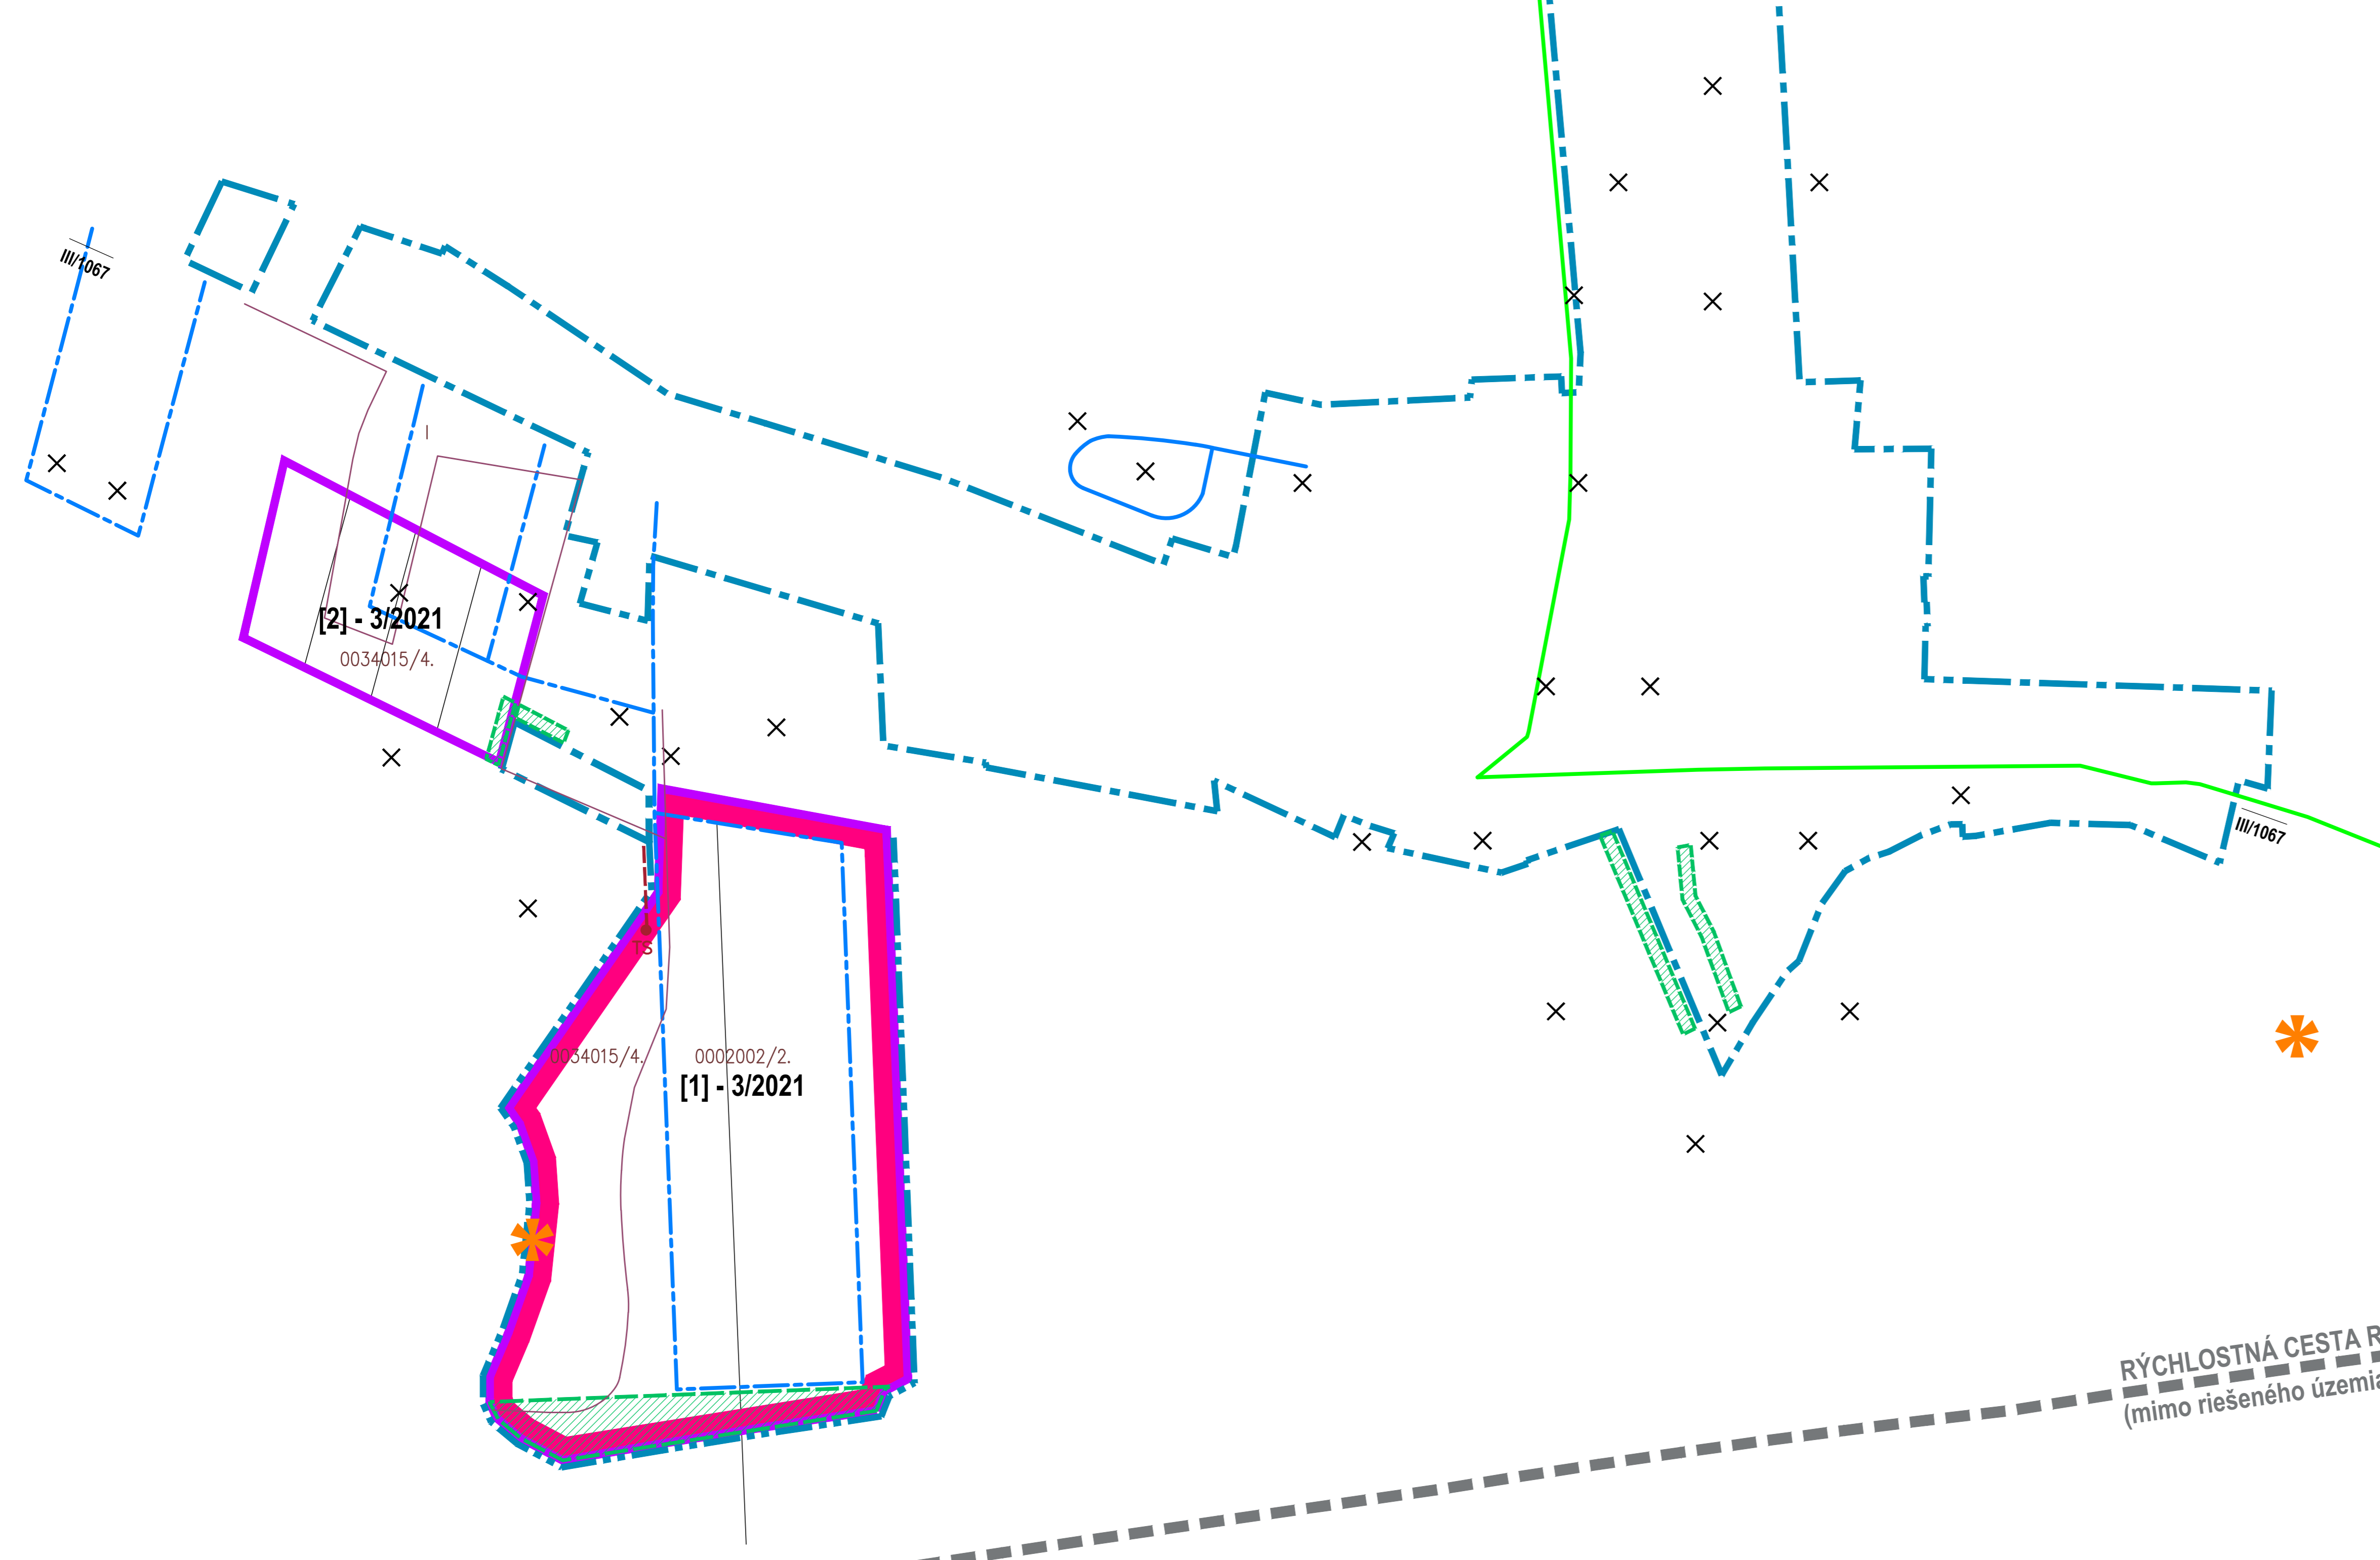 III/1067
[2] - 3/2021
0034015/4.
III/1067
TS
0034015/4.
0002002/2.
[1] - 3/2021
RÝCHLOSTNÁ CESTA
(mimo riešeného